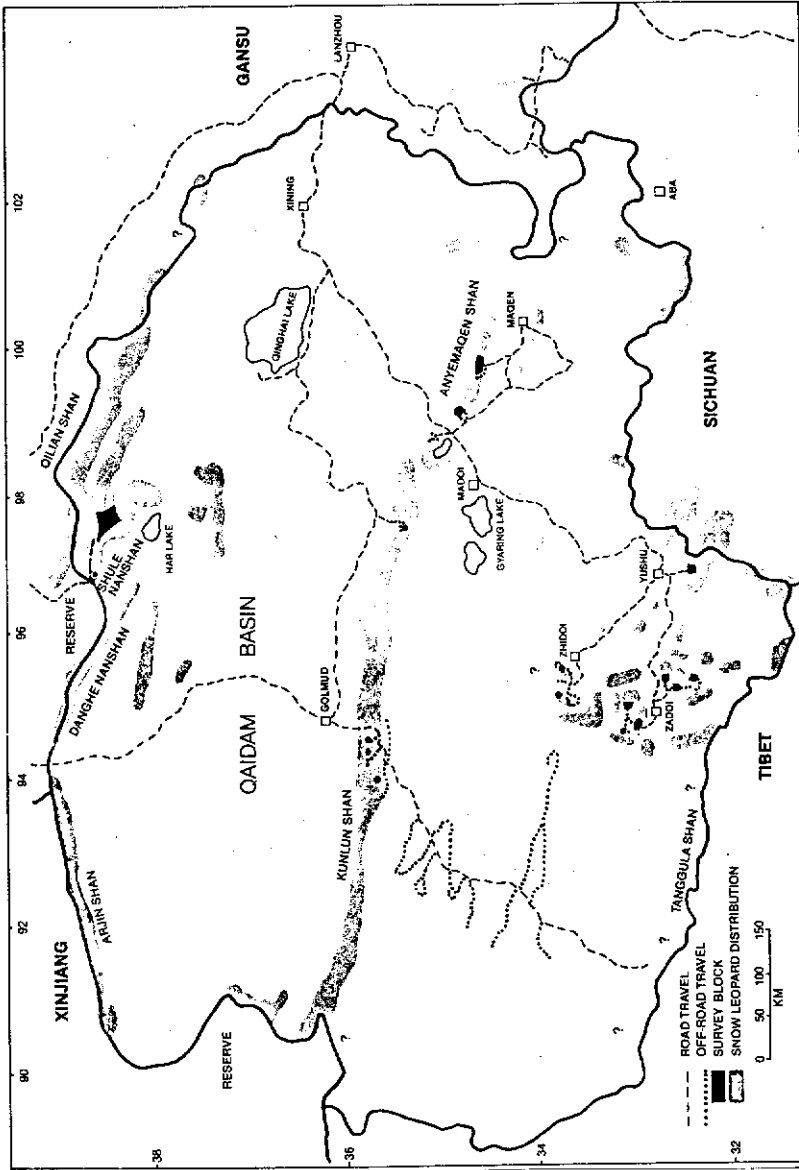 90
92
94
96
98
100
102
38
36
34
32
XINJIANG
GANSU
RESERVE
ARJIN SHAN
DANGHE NANSHAN
RESERVE
SHULE
NANSHAN
QILIAN SHAN
HAR LAKE
QAIDAM BASIN
GOLMUD
QINGHAI LAKE
XINING
LANZHOU
KUNLUN SHAN
ANYEMAQEN SHAN
MAQEN
MADOI
GYARING LAKE
ABA
ZHIDOI
YUSHU
ZADOI
SICHUAN
TIBET
TANGGULA SHAN
?
?
?
?
?
?
?
ROAD TRAVEL
OFF-ROAD TRAVEL
SURVEY BLOCK
SNOW LEOPARD DISTRIBUTION
0 50 100 150
KM